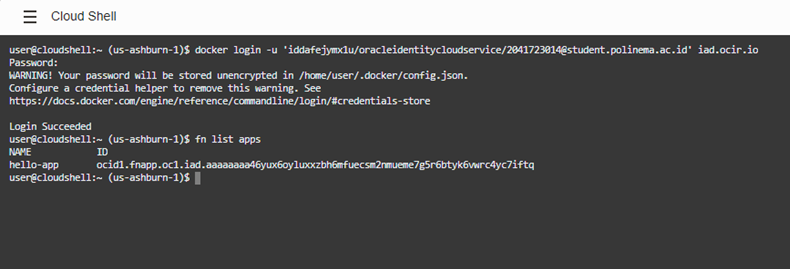 Cloud Shell
user@cloudshell:~ (us-ashburn-1)$ docker login -u 'iddafejymx1u/oracleidentitycloudservice/2041723014@student.polinema.ac.id' iad.ocir.io
Password:
WARNING! Your password will be stored unencrypted in /home/user/.docker/config.json.
Configure a credential helper to remove this warning. See
https://docs.docker.com/engine/reference/commandline/login/#credentials-store
Login Succeeded
user@cloudshell:~ (us-ashburn-1)$ fn list apps
NAME ID
hello-app ocid1.fnapp.oc1.iad.aaaaaaaa46yux6oyluxxzbh6mfuecsm2nmueme7g5r6btyk6vwrc4yc7iftq
user@cloudshell:~ (us-ashburn-1)$